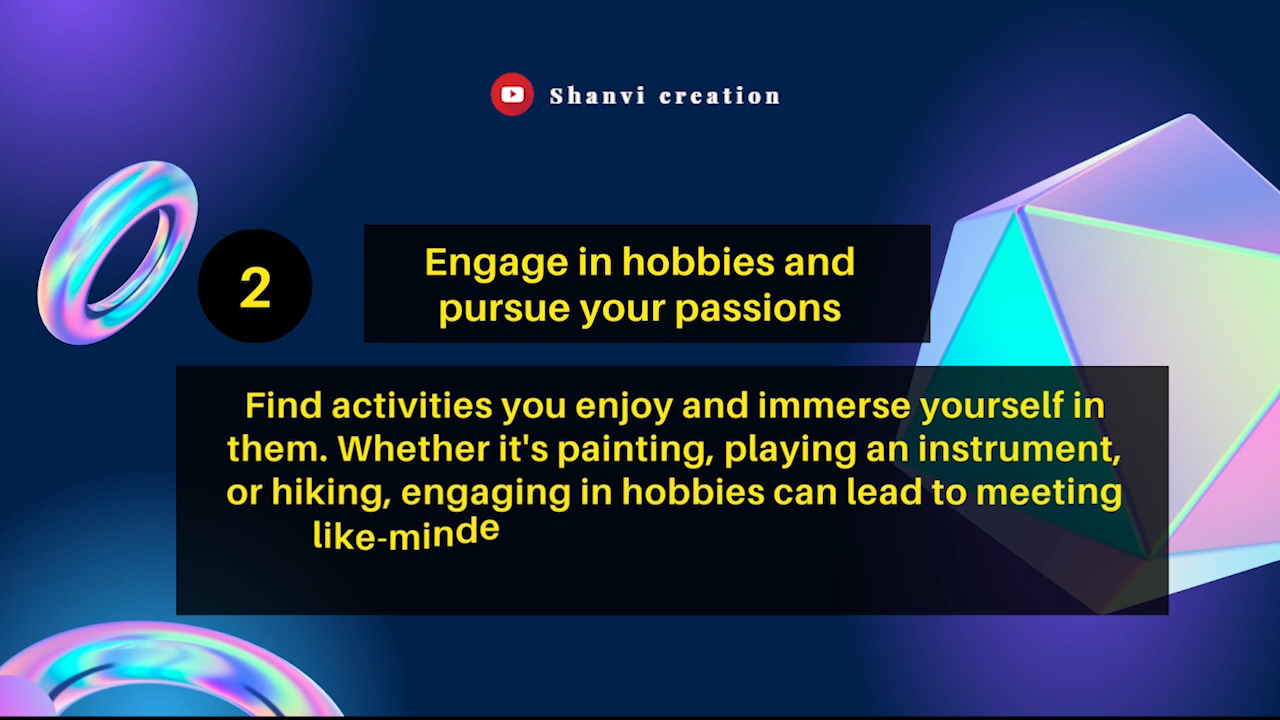 Shanvi creation
2
Engage in hobbies and
pursue your passions
Find activities you enjoy and immerse yourself in
them. Whether it's painting, playing an instrument,
or hiking, engaging in hobbies can lead to meeting
like-minde